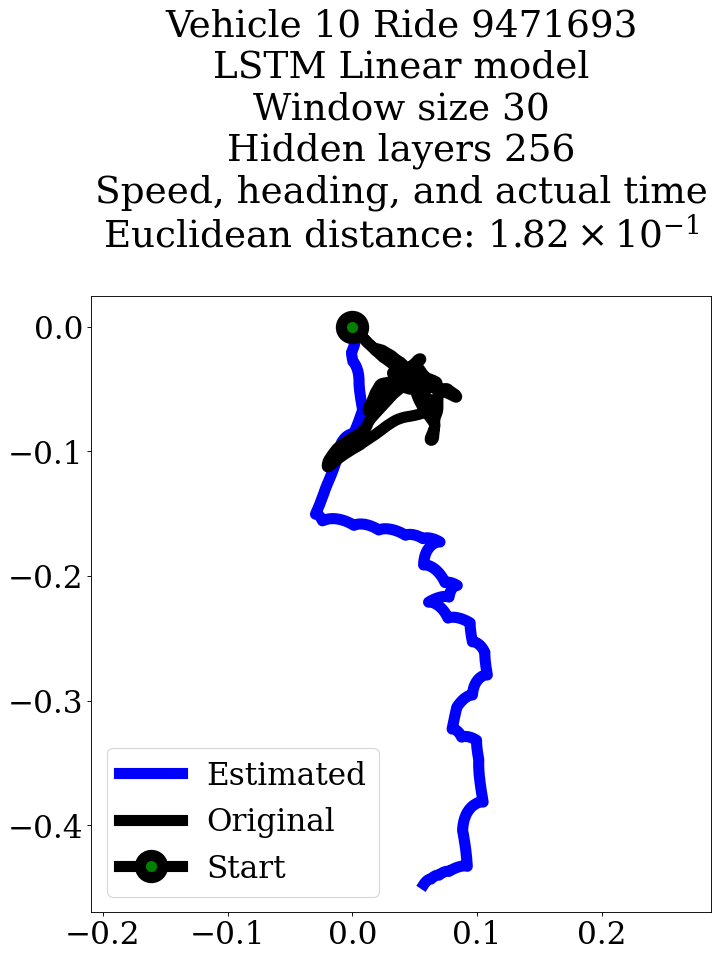 Vehicle 10 Ride 9471693
LSTM Linear model
Window size 30
Hidden layers 256
Speed, heading, and actual time
Euclidean distance: 1.82 × 10⁻¹
0.0
−0.1
−0.2
−0.3
−0.4
Estimated
Original
Start
−0.2 −0.1 0.0 0.1 0.2